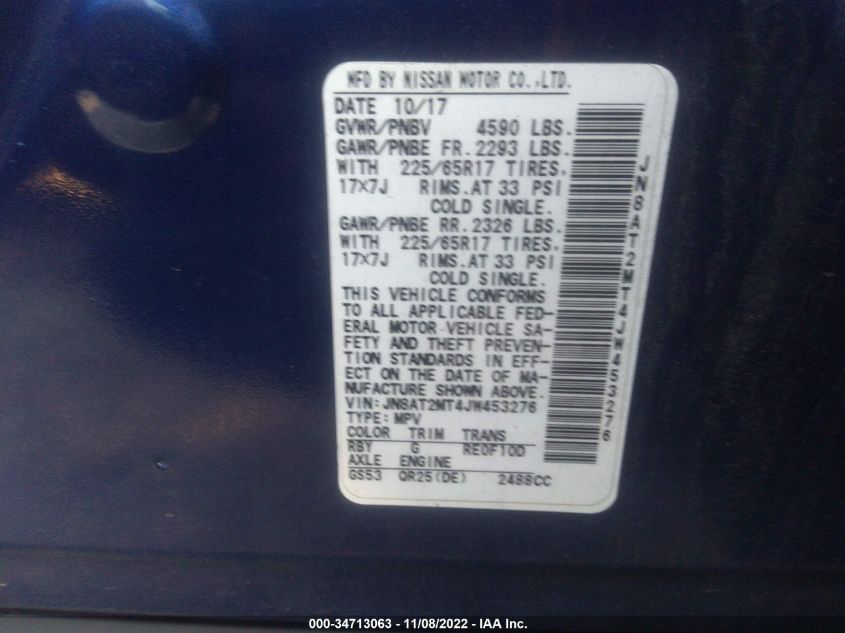 MFD BY NISSAN MOTOR CO.,LTD.
DATE 10/17
GVWR/PNBV 4590 LBS.
GAWR/PNBE FR. 2293 LBS.
WITH 225/65R17 TIRES,
17X7J RIMS.AT 33 PSI
COLD SINGLE.
GAWR/PNBE RR. 2326 LBS.
WITH 225/65R17 TIRES,
17X7J RIMS.AT 33 PSI
COLD SINGLE.
THIS VEHICLE CONFORMS
TO ALL APPLICABLE FED-
ERAL MOTOR VEHICLE SA-
FETY AND THEFT PREVEN-
TION STANDARDS IN EFF-
ECT ON THE DATE OF MA-
NUFACTURE SHOWN ABOVE.
VIN:JN8AT2MT4JW453276
TYPE:MPV
COLOR TRIM TRANS
RBY G RE0F10D
AXLE ENGINE
GS53 QR25(DE) 2488CC
JN8AT2MT4JW453276
000-34713063 - 11/08/2022 - IAA Inc.